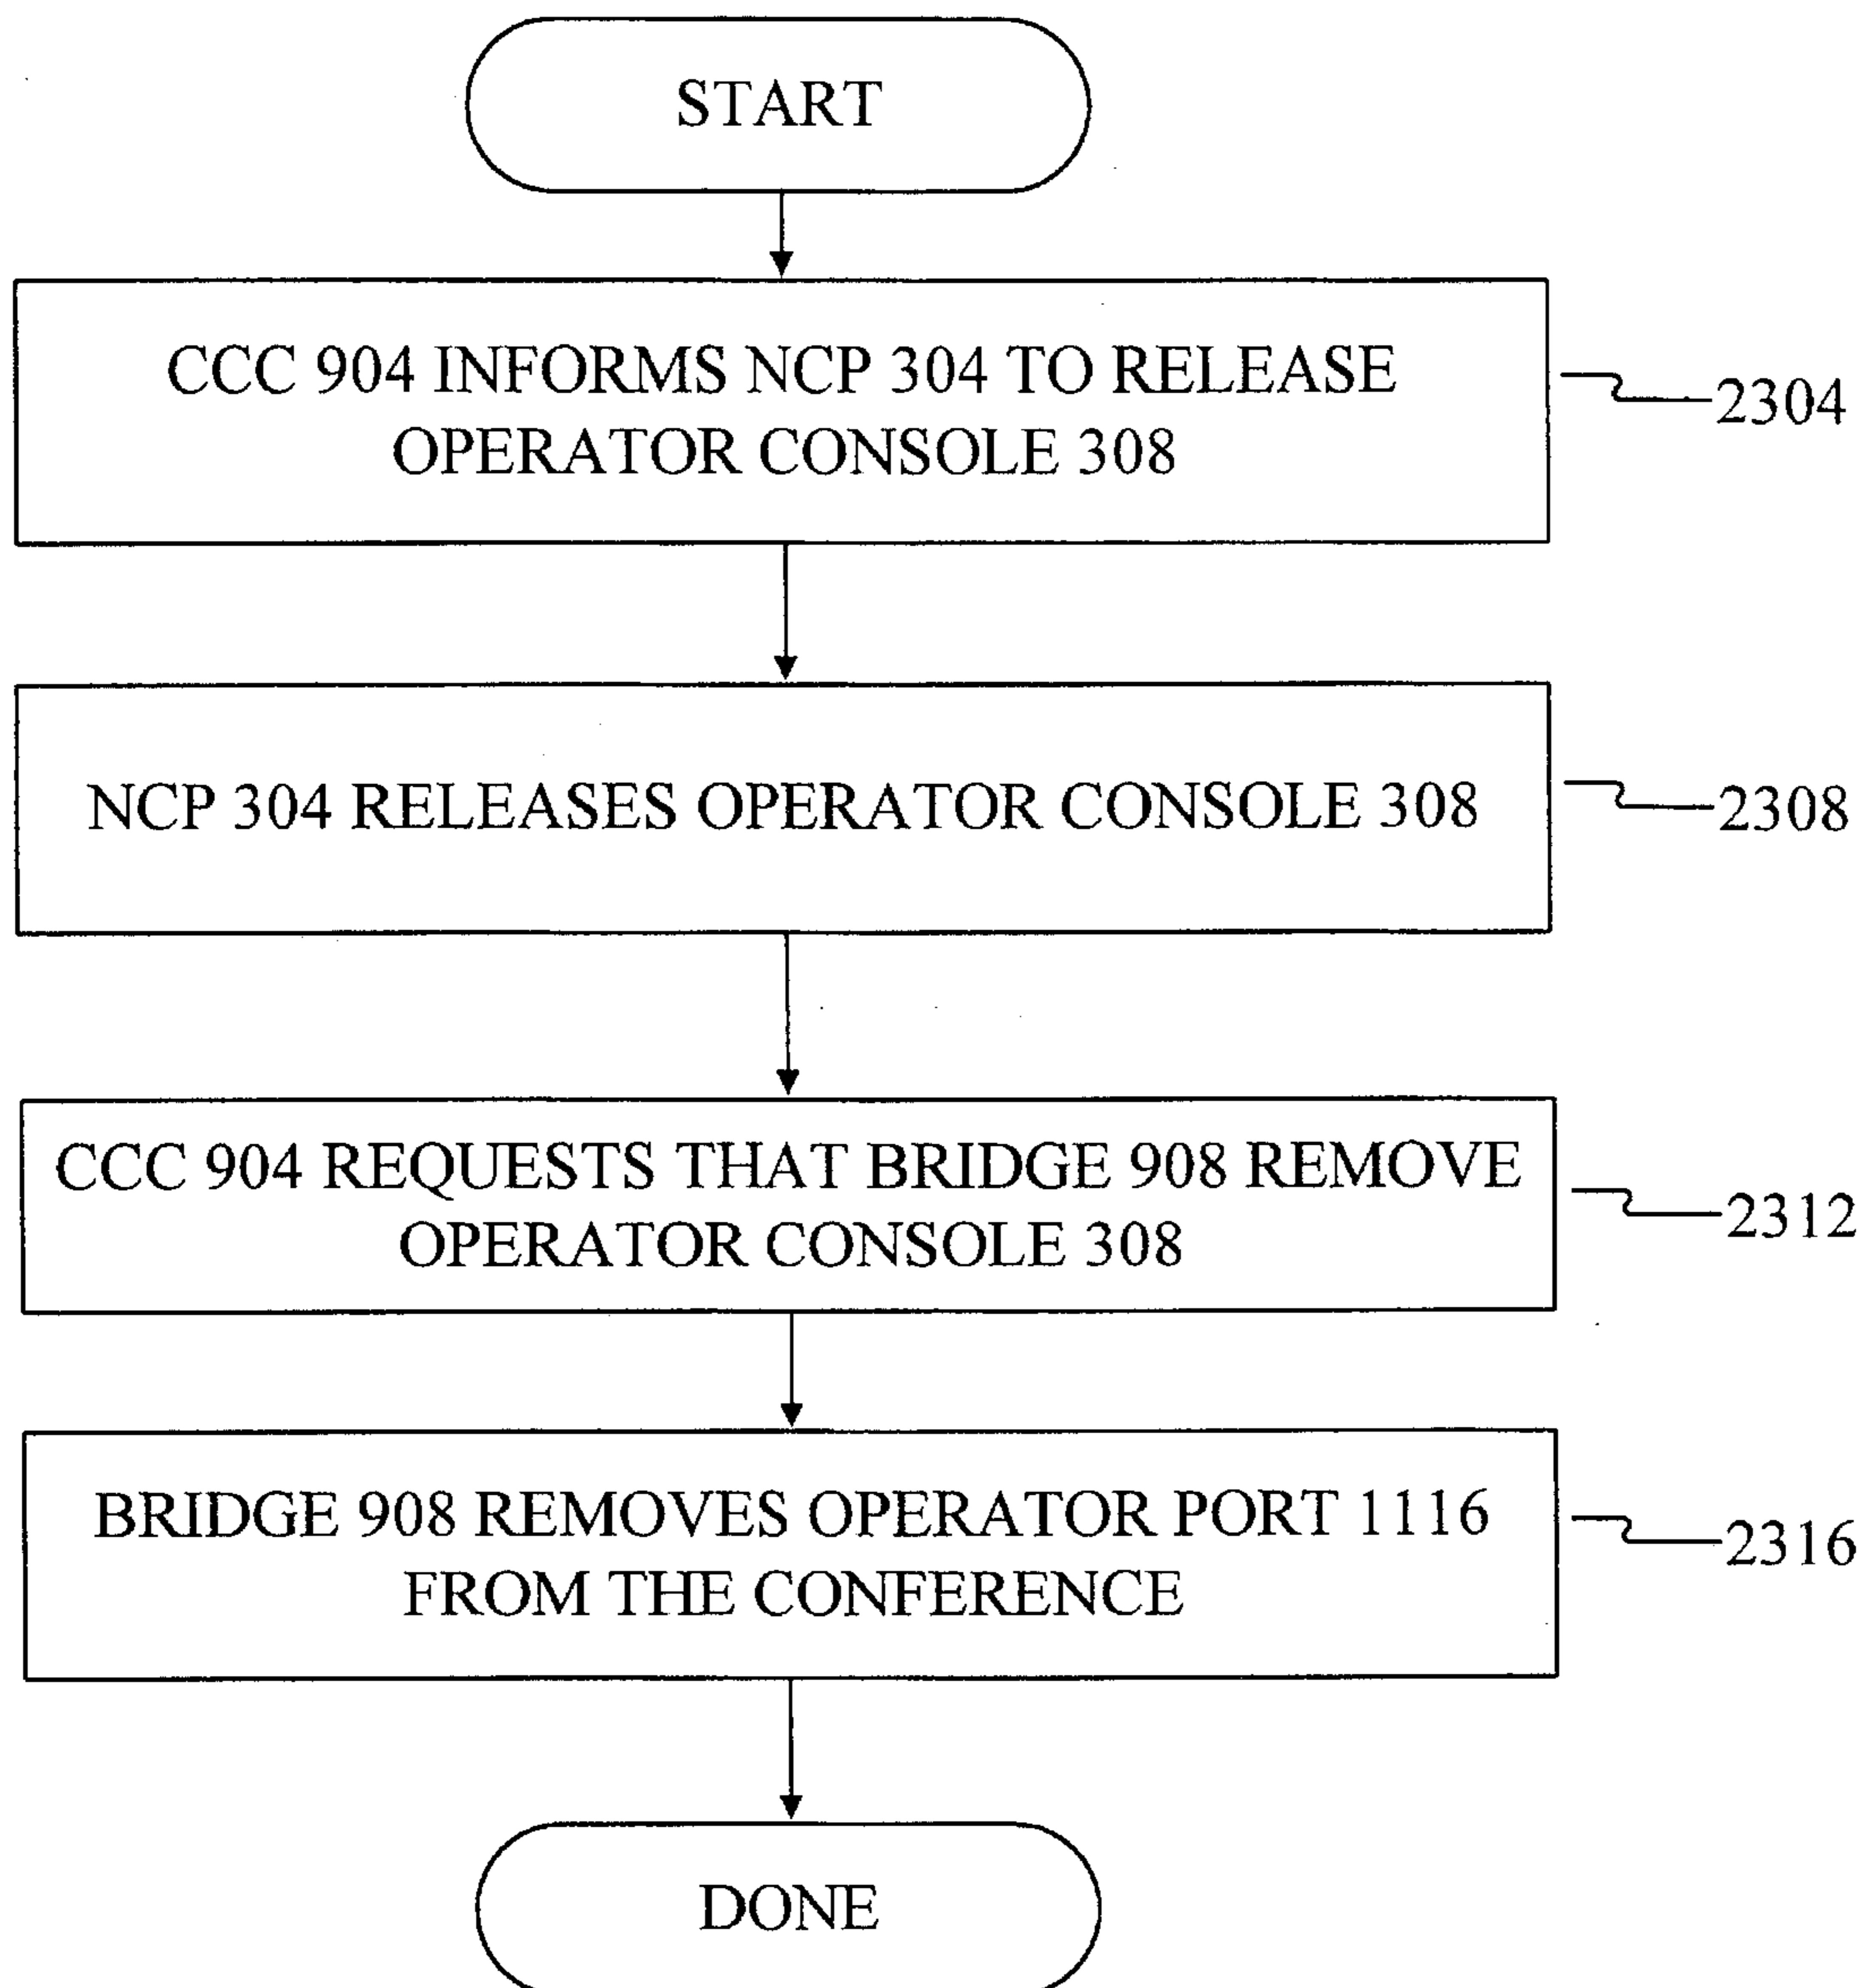 START
CCC 904 INFORMS NCP 304 TO RELEASE
OPERATOR CONSOLE 308
2304
NCP 304 RELEASES OPERATOR CONSOLE 308
2308
CCC 904 REQUESTS THAT BRIDGE 908 REMOVE
OPERATOR CONSOLE 308
2312
BRIDGE 908 REMOVES OPERATOR PORT 1116
FROM THE CONFERENCE
2316
DONE